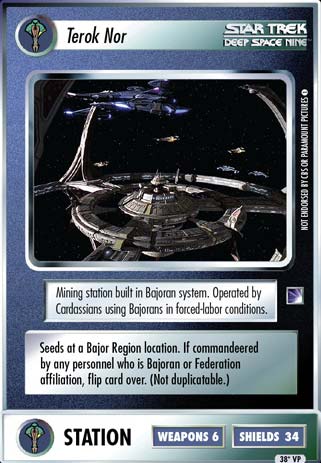 Terok Nor
STAR TREK
DEEP SPACE NINE
NOT ENDORSED BY CBS OR PARAMOUNT PICTURES
Mining station built in Bajoran system. Operated by
Cardassians using Bajorans in forced-labor conditions.
Seeds at a Bajor Region location. If commandeered
by any personnel who is Bajoran or Federation
affiliation, flip card over. (Not duplicatable.)
STATION WEAPONS 6 SHIELDS 34
38* VP